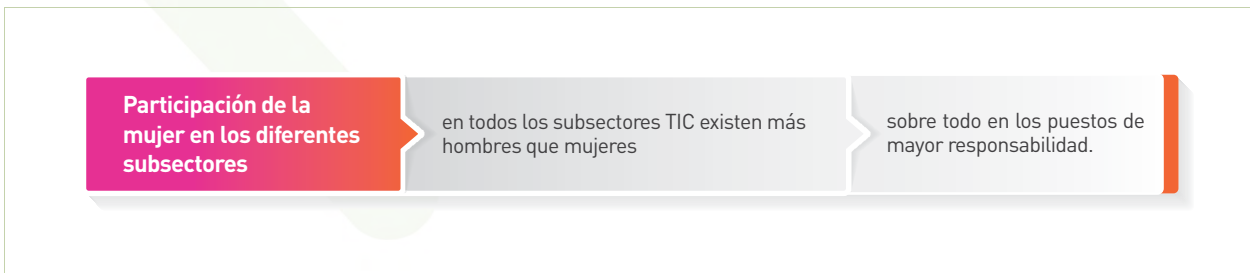 Participación de la
mujer en los diferentes
subsectores
en todos los subsectores TIC existen más
hombres que mujeres
sobre todo en los puestos de
mayor responsabilidad.